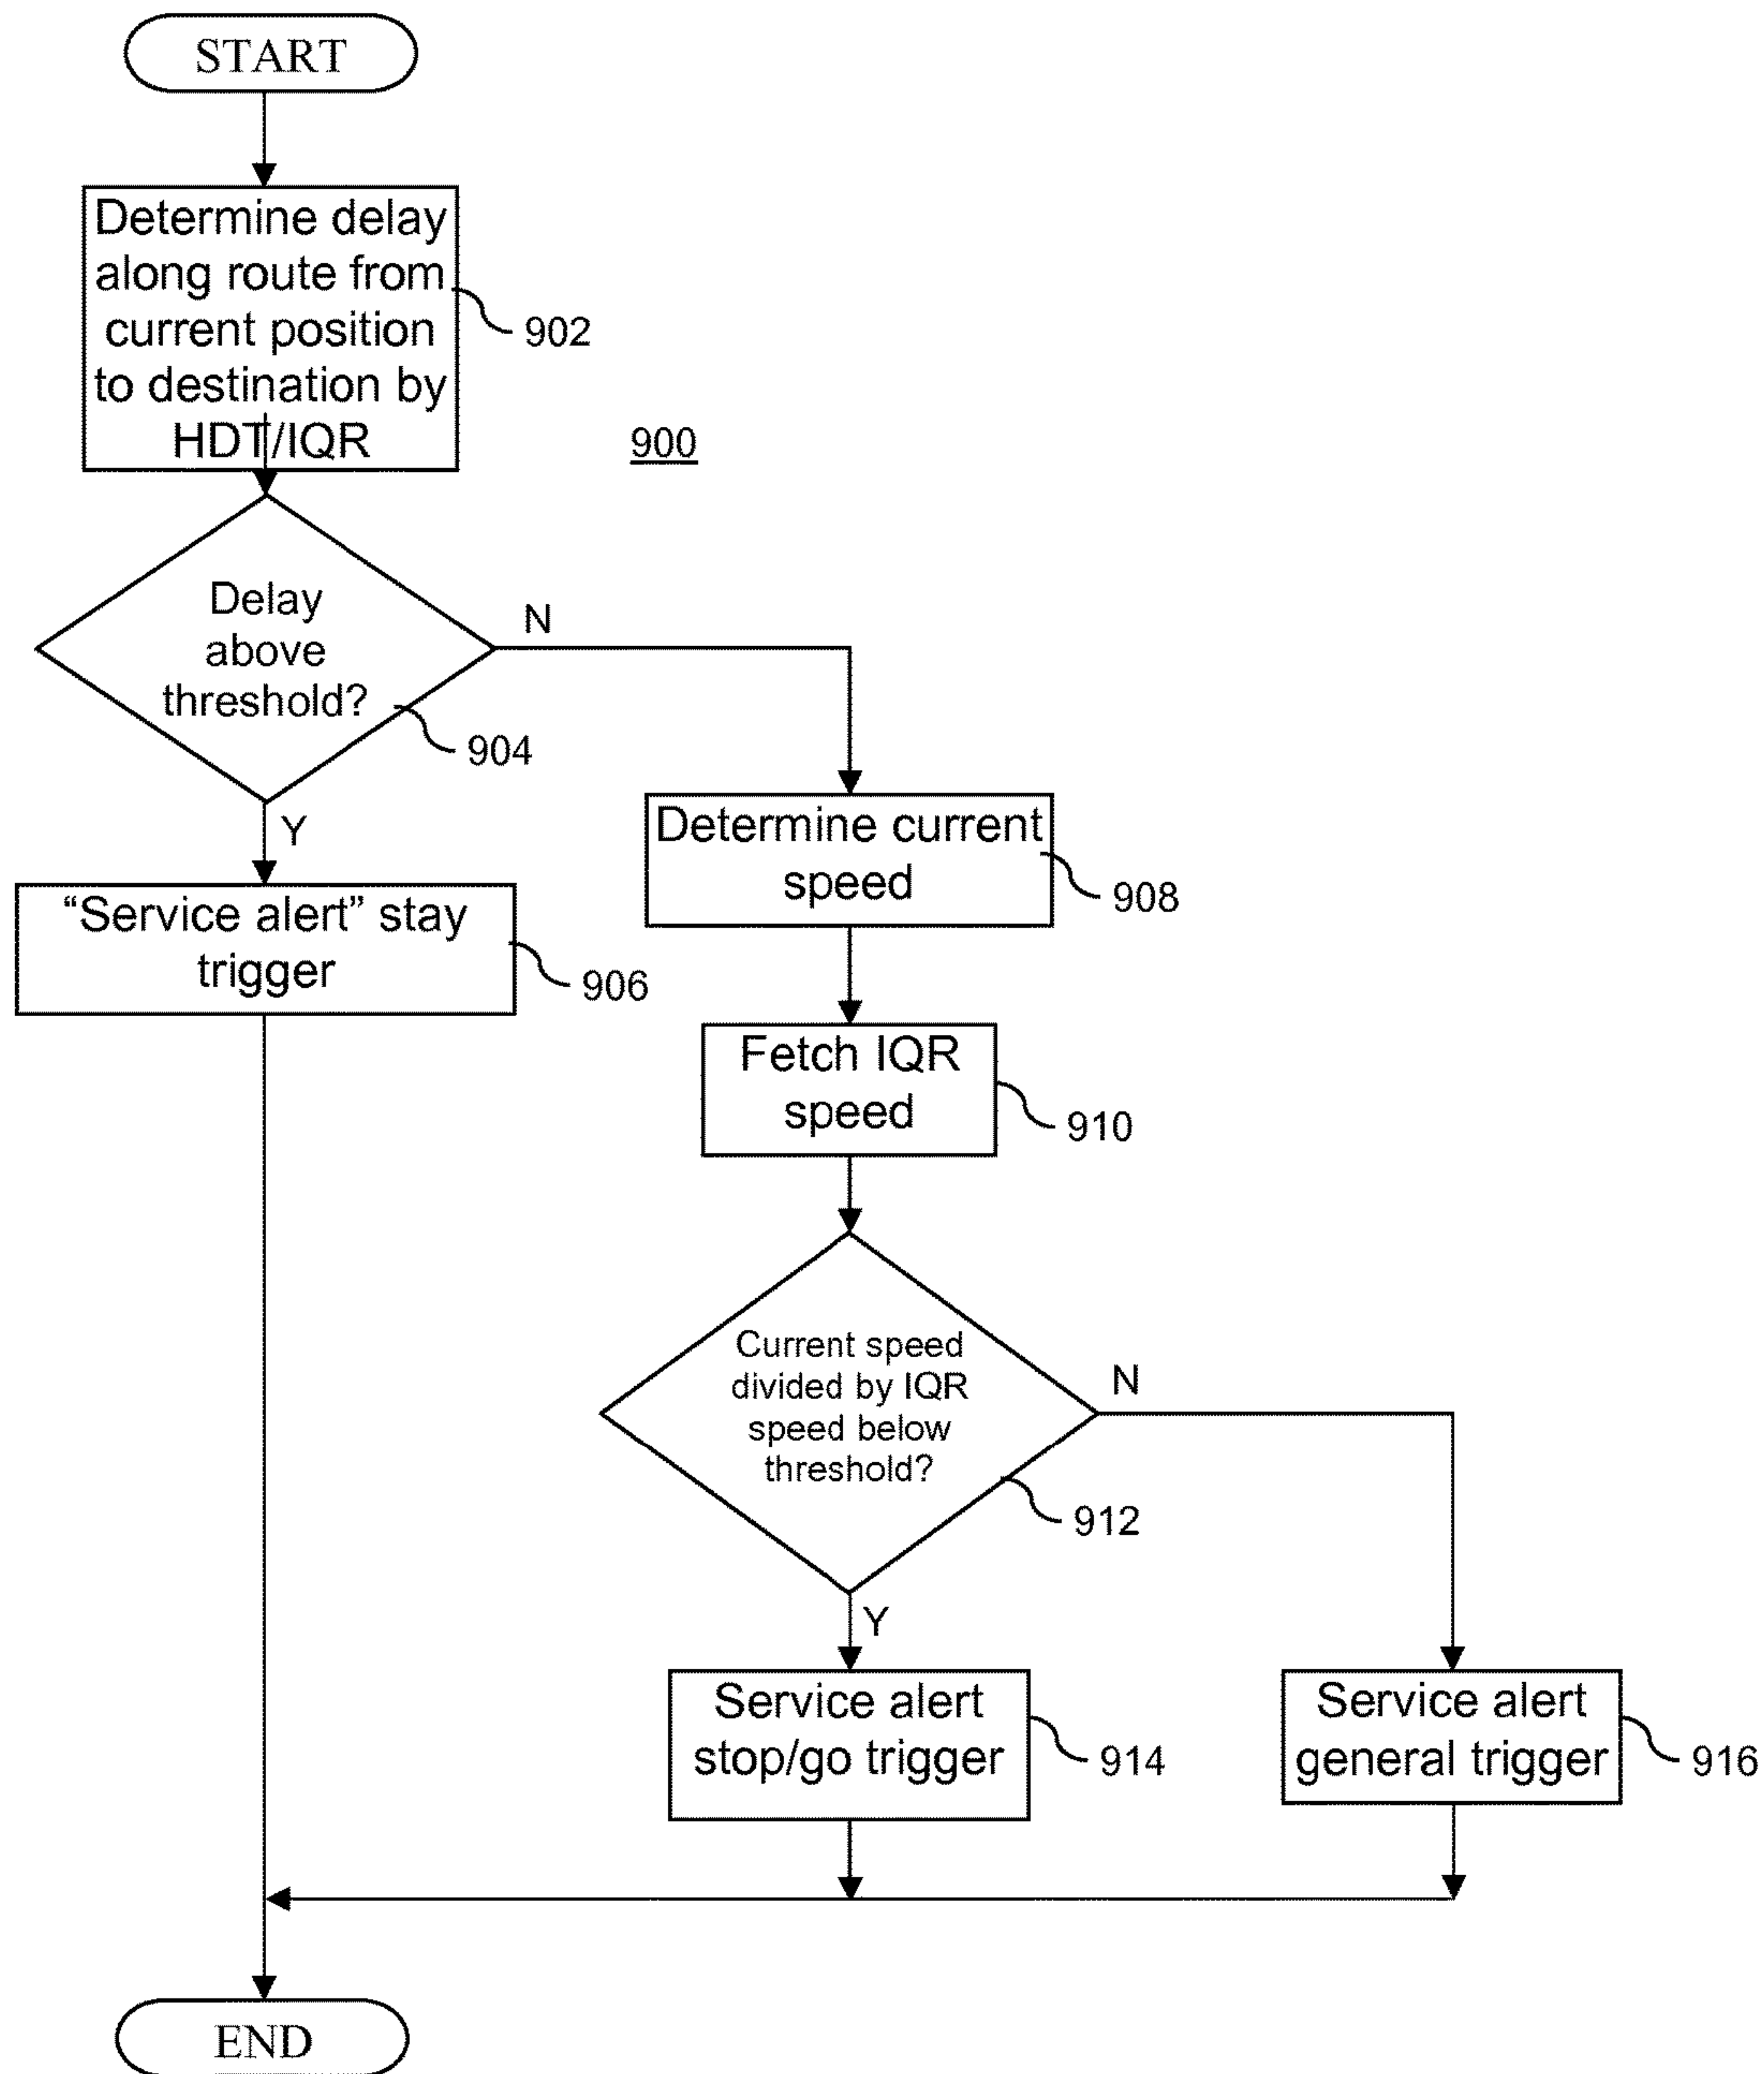 START
Determine delay
along route from
current position
to destination by
HDT/IQR
902
900
Delay
above
threshold?
N
904
Y
"Service alert" stay
trigger
906
Determine current
speed
908
Fetch IQR
speed
910
Current speed
divided by IQR
speed below
threshold?
N
912
Y
Service alert
stop/go trigger
914
Service alert
general trigger
916
END